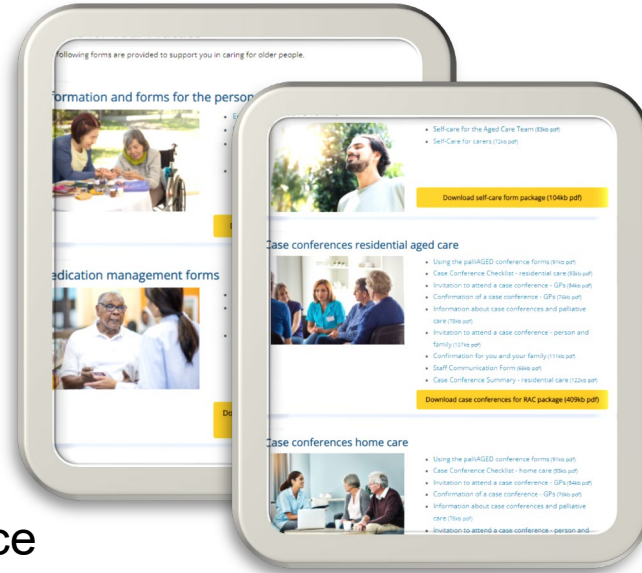 following forms are provided to support you in caring for older people.
formation and forms for the person
edication management forms
Self-care for the Aged Care Team (83kb pdf)
Self-Care for carers (72kb pdf)
Download self-care form package (104kb pdf)
Case conferences residential aged care
Using the palliAGED conference forms (91kb pdf)
Case Conference Checklist - residential care (93kb pdf)
Invitation to attend a case conference - GPs (84kb pdf)
Confirmation of a case conference - GPs (76kb pdf)
Information about case conferences and palliative
care (78kb pdf)
Invitation to attend a case conference - person and
family (107kb pdf)
Confirmation for you and your family (111kb pdf)
Staff Communication Form (66kb pdf)
Case Conference Summary - residential care (122kb pdf)
Download case conferences for RAC package (409kb pdf)
Case conferences home care
Using the palliAGED conference forms (91kb pdf)
Case Conference Checklist - home care (93kb pdf)
Invitation to attend a case conference - GPs (84kb pdf)
Confirmation of a case conference - GPs (76kb pdf)
Information about case conferences and palliative
care (78kb pdf)
Invitation to attend a case conference - person and
ce